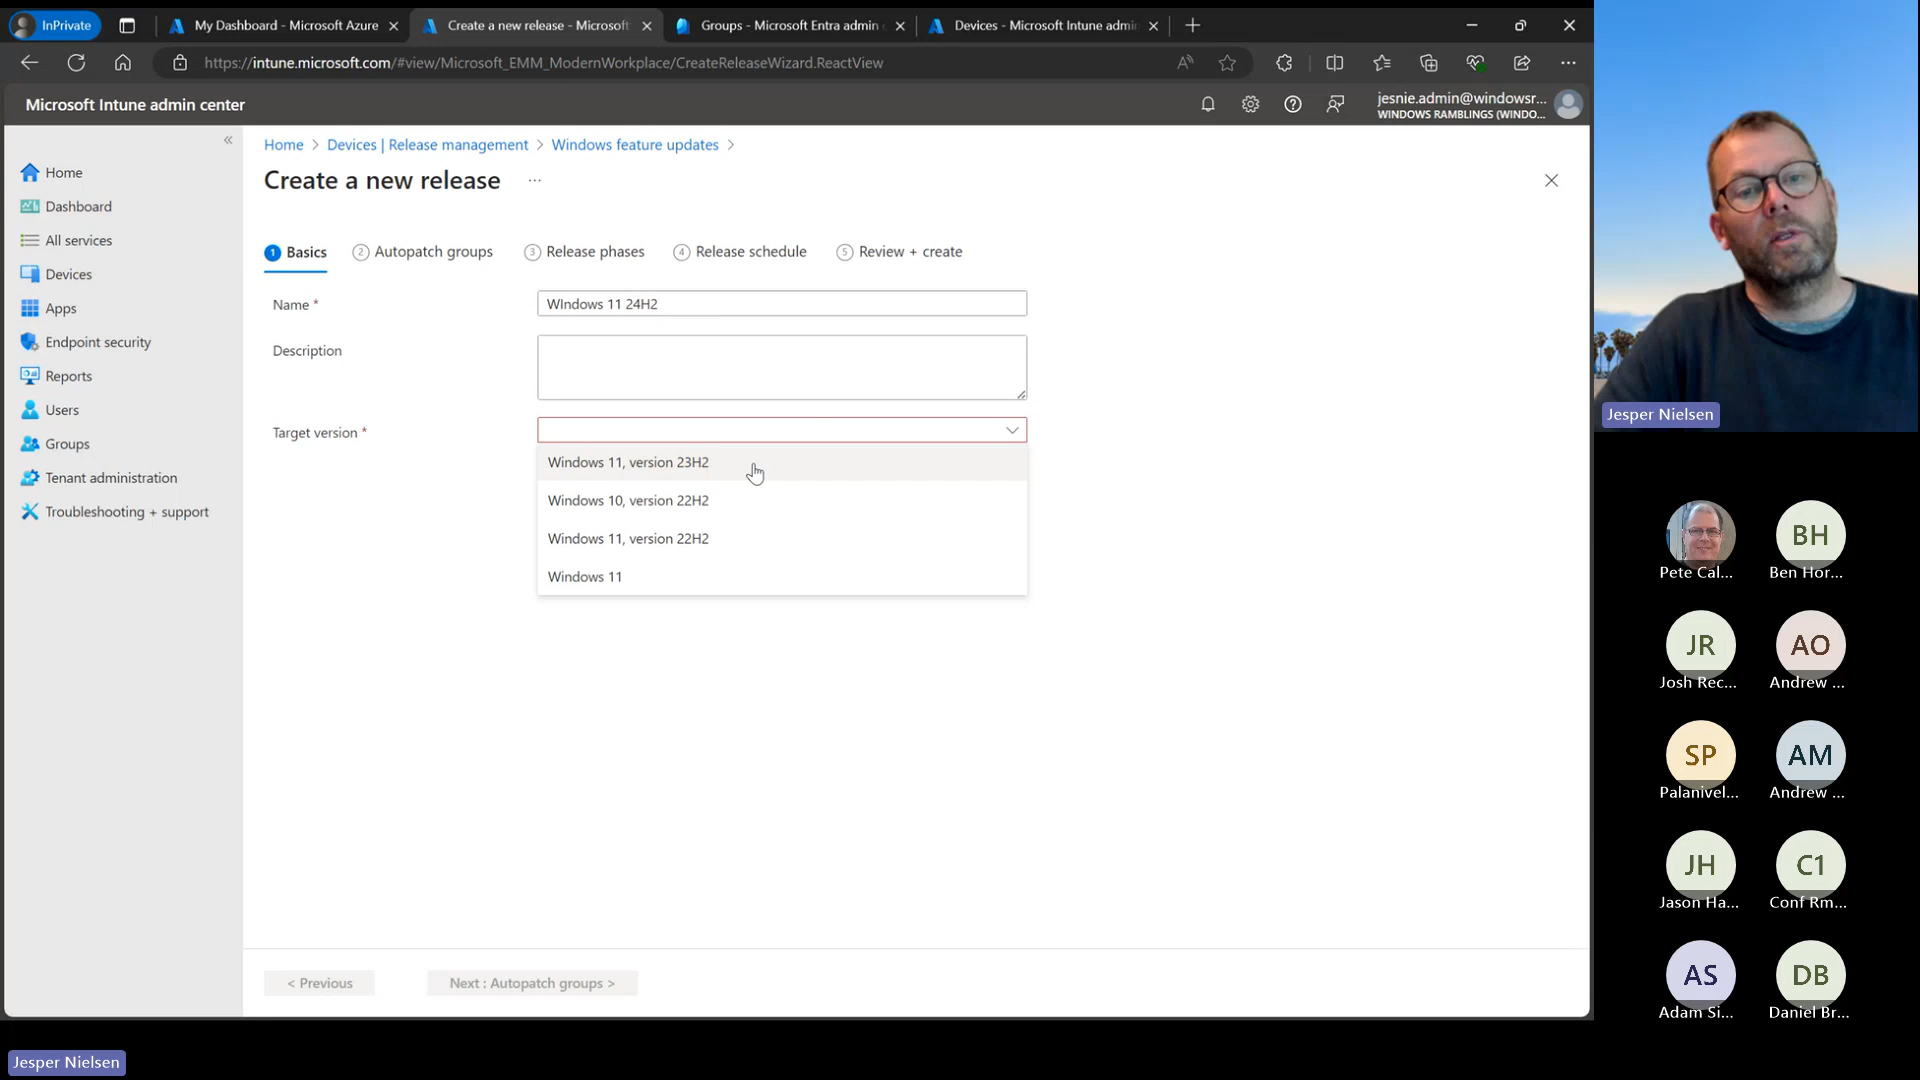 InPrivate
My Dashboard - Microsoft Azure
Create a new release - Microsoft
Groups - Microsoft Entra admin
Devices - Microsoft Intune admi
https://intune.microsoft.com/#view/Microsoft_EMM_ModernWorkplace/CreateReleaseWizard.ReactView
Microsoft Intune admin center
jesnie.admin@windowsr...
WINDOWS RAMBLINGS (WINDO...
Home
Dashboard
All services
Devices
Apps
Endpoint security
Reports
Users
Groups
Tenant administration
Troubleshooting + support
Home > Devices | Release management > Windows feature updates >
Create a new release ...
1 Basics
2 Autopatch groups
3 Release phases
4 Release schedule
5 Review + create
Name *
WIndows 11 24H2
Description
Target version *
Windows 11, version 23H2
Windows 10, version 22H2
Windows 11, version 22H2
Windows 11
< Previous
Next : Autopatch groups >
Jesper Nielsen
Pete Cal...
BH
Ben Hor...
JR
Josh Rec...
AO
Andrew ...
SP
Palanivel...
AM
Andrew ...
JH
Jason Ha...
C1
Conf Rm...
AS
Adam Si...
DB
Daniel Br...
Jesper Nielsen